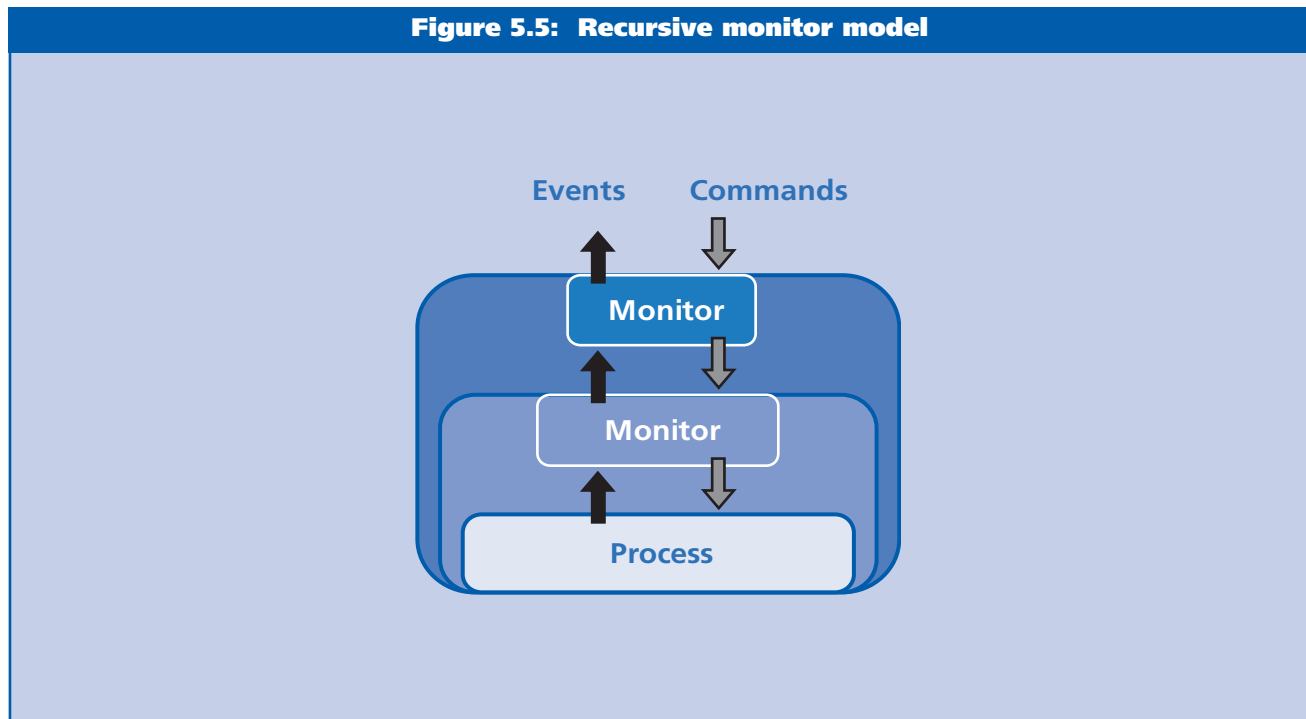 Figure 5.5: Recursive monitor model
Events Commands
Monitor
Monitor
Process